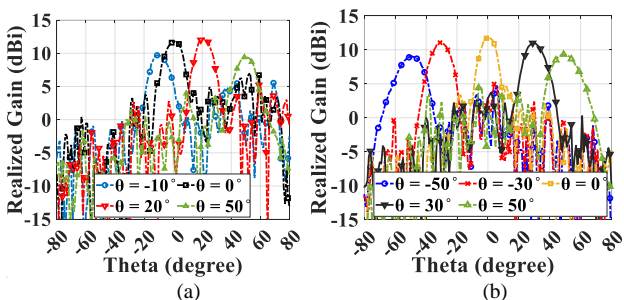 15
10
5
0
-5
-10
-15
Realized Gain (dBi)
θ = -10° θ = 0°
θ = 20° θ = 50°
-80 -60 -40 -20 0 20 40 60 80
Theta (degree)
(a)
15
10
5
0
-5
-10
15
Realized Gain (dBi)
θ = -50° θ = -30° θ = 0°
θ = 30° θ = 50°
-80 -60 -40 -20 0 20 40 60 80
Theta (degree)
(b)